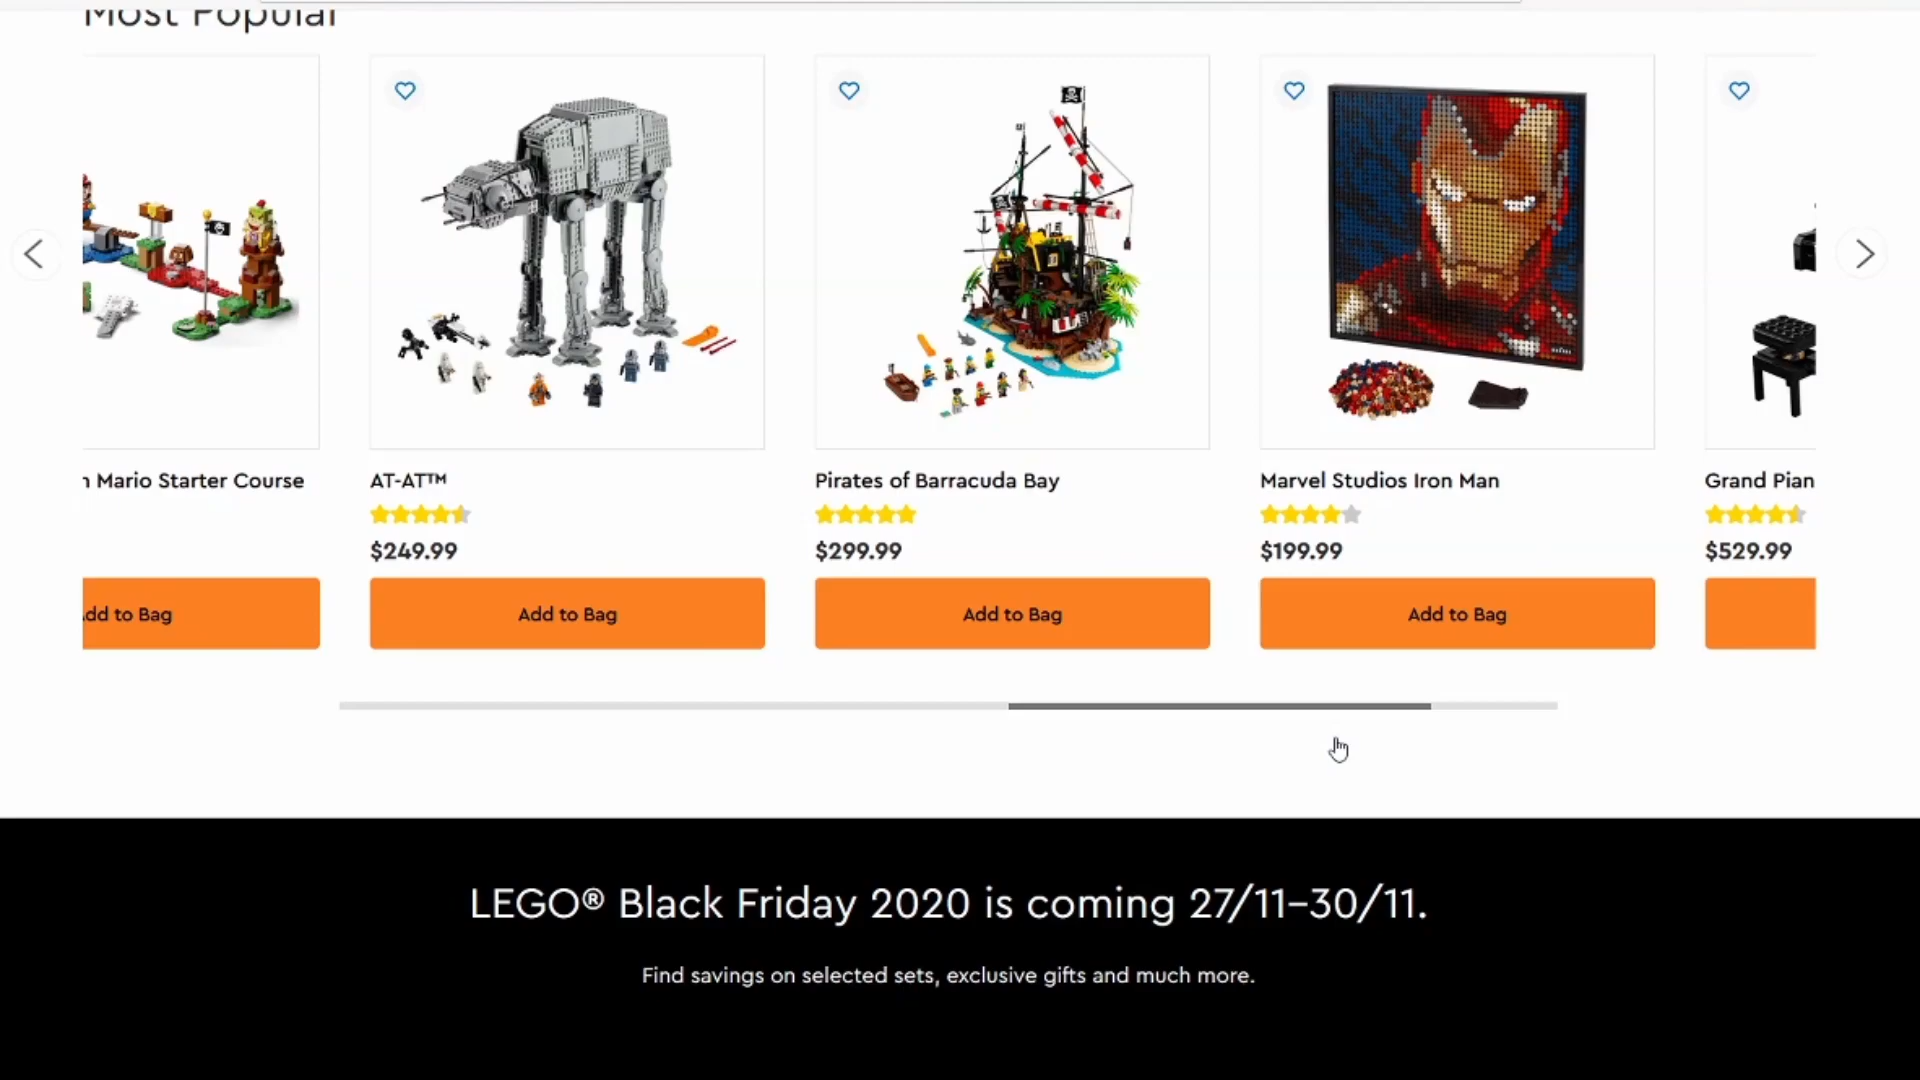 Most Popular
n Mario Starter Course
dd to Bag
AT-AT™
$249.99
Add to Bag
Pirates of Barracuda Bay
$299.99
Add to Bag
Marvel Studios Iron Man
$199.99
Add to Bag
Grand Pian
$529.99
LEGO® Black Friday 2020 is coming 27/11–30/11.
Find savings on selected sets, exclusive gifts and much more.